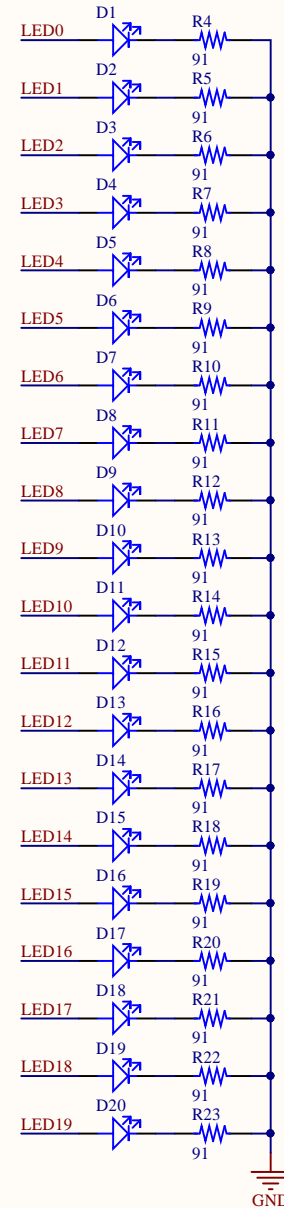 D1 R4
LED0
91
D2 R5
LED1
91
D3 R6
LED2
91
D4 R7
LED3
91
D5 R8
LED4
91
D6 R9
LED5
91
D7 R10
LED6
91
D8 R11
LED7
91
D9 R12
LED8
91
D10 R13
LED9
91
D11 R14
LED10
91
D12 R15
LED11
91
D13 R16
LED12
91
D14 R17
LED13
91
D15 R18
LED14
91
D16 R19
LED15
91
D17 R20
LED16
91
D18 R21
LED17
91
D19 R22
LED18
91
D20 R23
LED19
91
GND